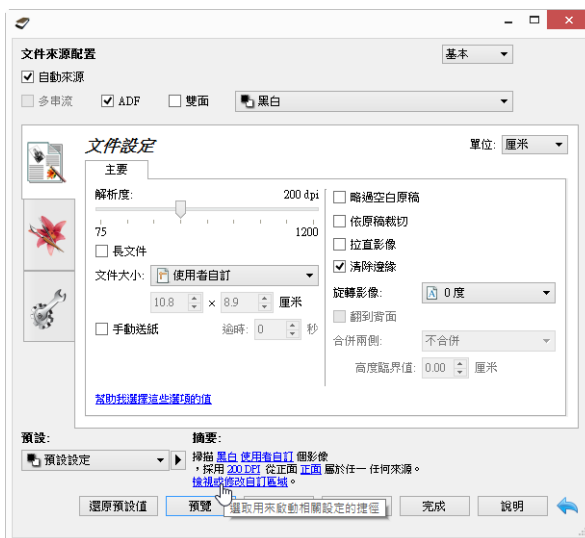 文件來源配置
基本
自動來源
多串流 ADF 雙面 黑白
文件設定
單位: 厘米
主要
解析度: 200 dpi
75 1200
長文件
文件大小: 使用者自訂
10.8 × 8.9 厘米
手動送紙 逾時: 0 秒
略過空白原稿
依原稿裁切
拉直影像
清除邊緣
旋轉影像: 0 度
翻到背面
合併兩側: 不合併
高度臨界值: 0.00 厘米
幫助我選擇這些選項的值
預設:
預設設定
摘要:
掃描 黑白 使用者自訂 個影像
，採用 200 DPI 從正面 正面 屬於任一 任何來源。
檢視或修改自訂區域。
選取用來啟動相關設定的捷徑
還原預設值 預覽 完成 說明